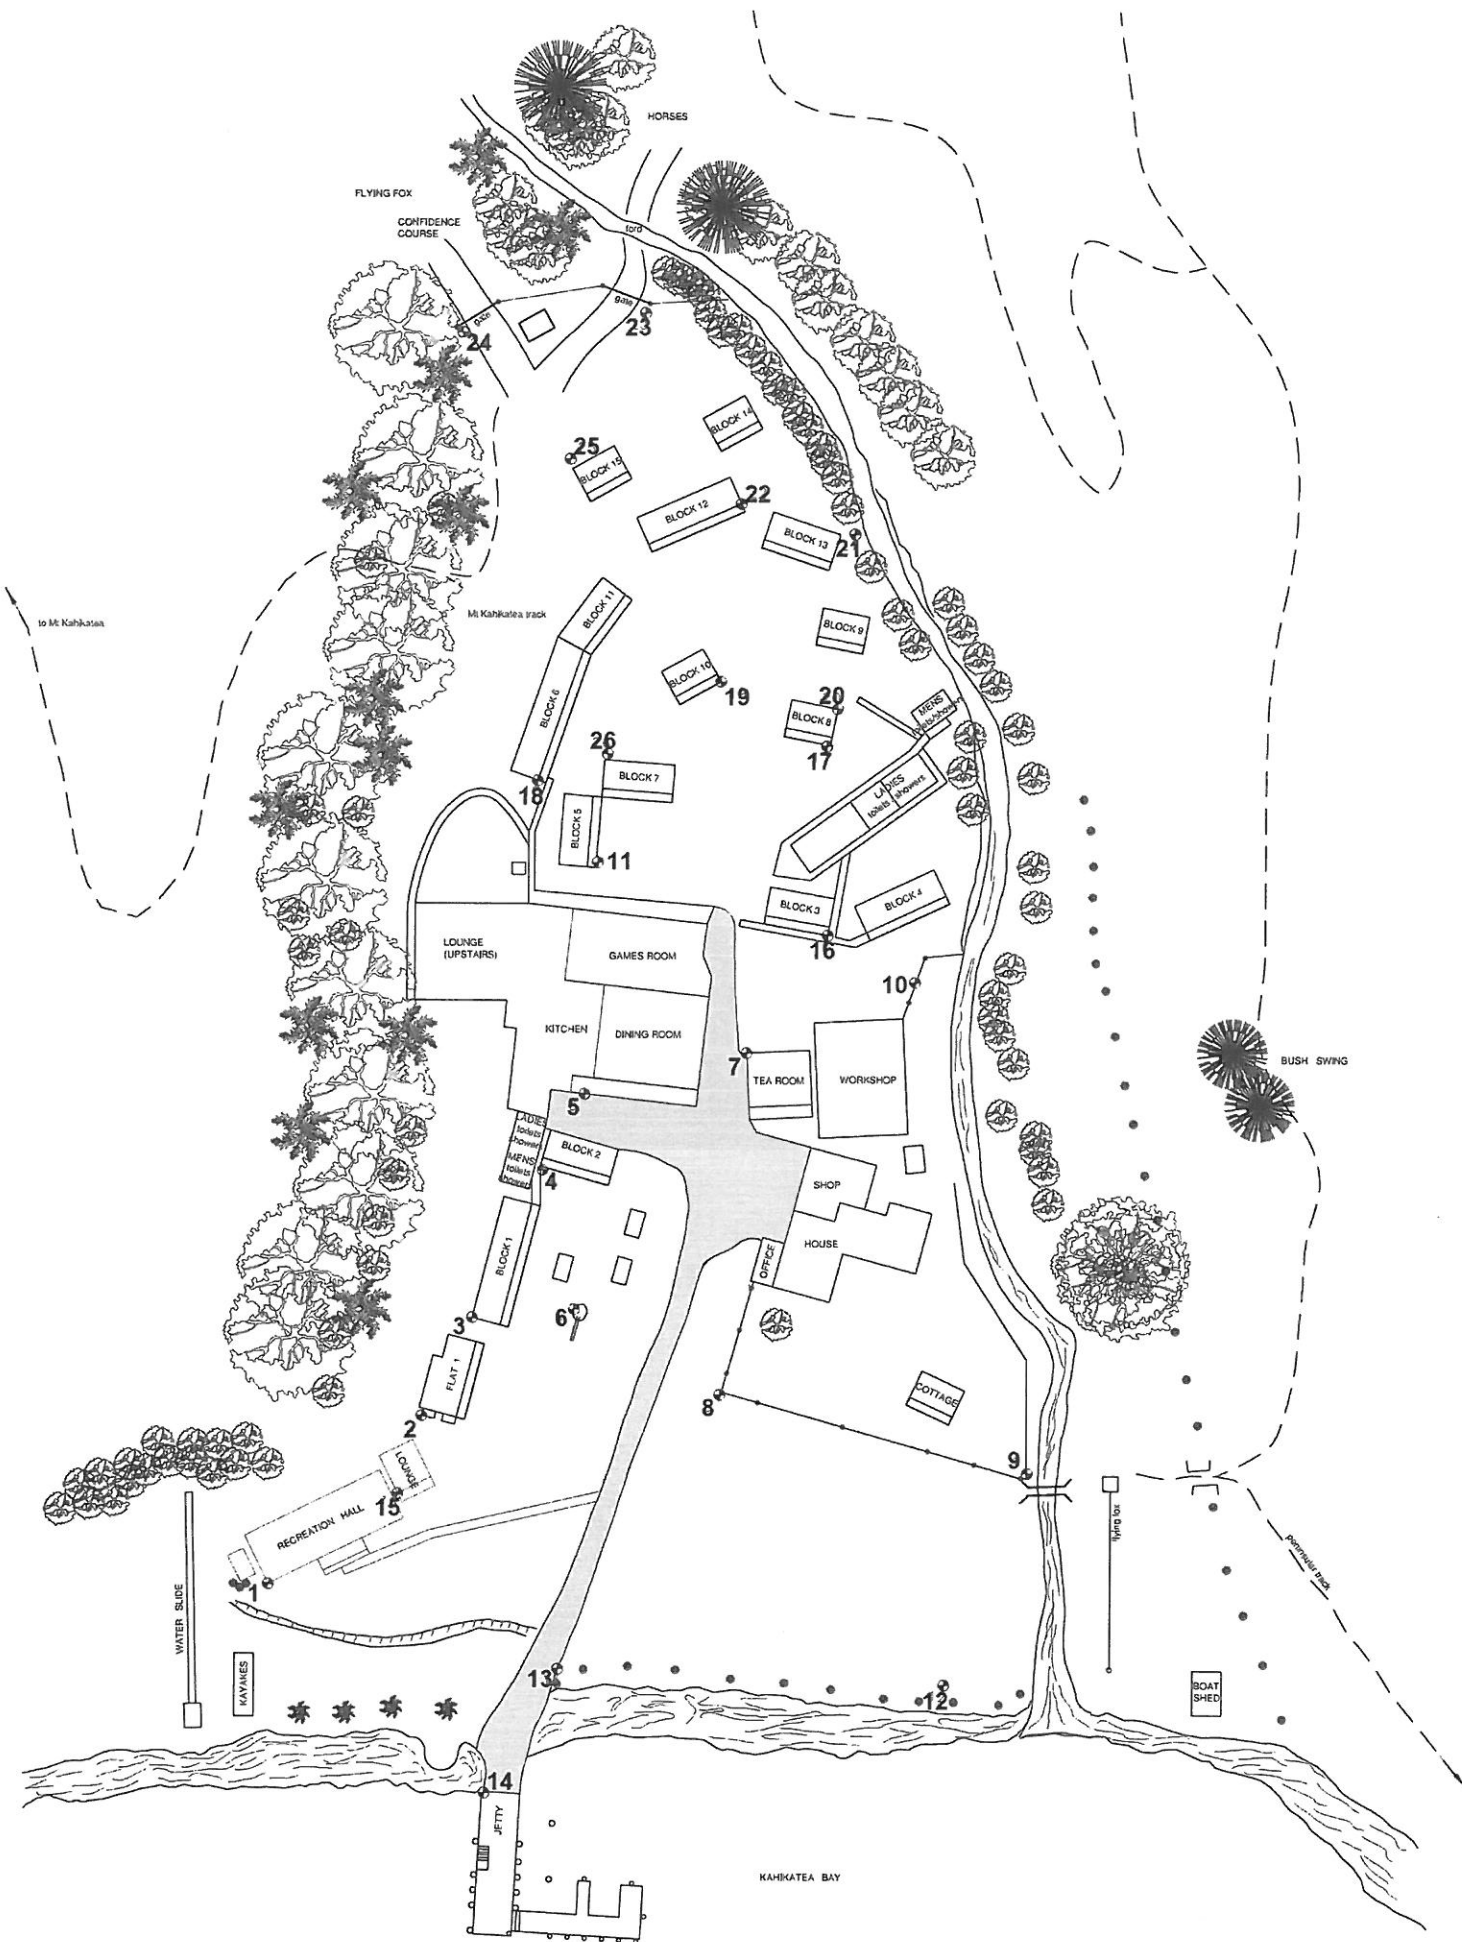 HORSES
FLYING FOX
CONFIDENCE
COURSE
ford
gate
gate
23
24
BLOCK 14
25
BLOCK 15
22
BLOCK 12
BLOCK 13
21
to Mt Kahikatea
Mt Kahikatea track
BLOCK 11
BLOCK 9
BLOCK 10
19
BLOCK 6
20
MENS
toilets/shower
BLOCK 8
17
26
BLOCK 7
18
LADIES
toilets showers
BLOCK 5
11
BLOCK 3
BLOCK 4
16
LOUNGE
(UPSTAIRS)
GAMES ROOM
10
KITCHEN
DINING ROOM
7
TEA ROOM
WORKSHOP
BUSH SWING
5
LADIES
toilets
showers
MENS
toilets
showers
BLOCK 2
4
SHOP
HOUSE
OFFICE
BLOCK 1
3
6
FLAT 1
2
8
COTTAGE
9
LOUNGE
15
RECREATION HALL
flying fox
peninsular track
1
WATER SLIDE
KAYAKES
13
12
BOAT
SHED
14
JETTY
KAHIKATEA BAY